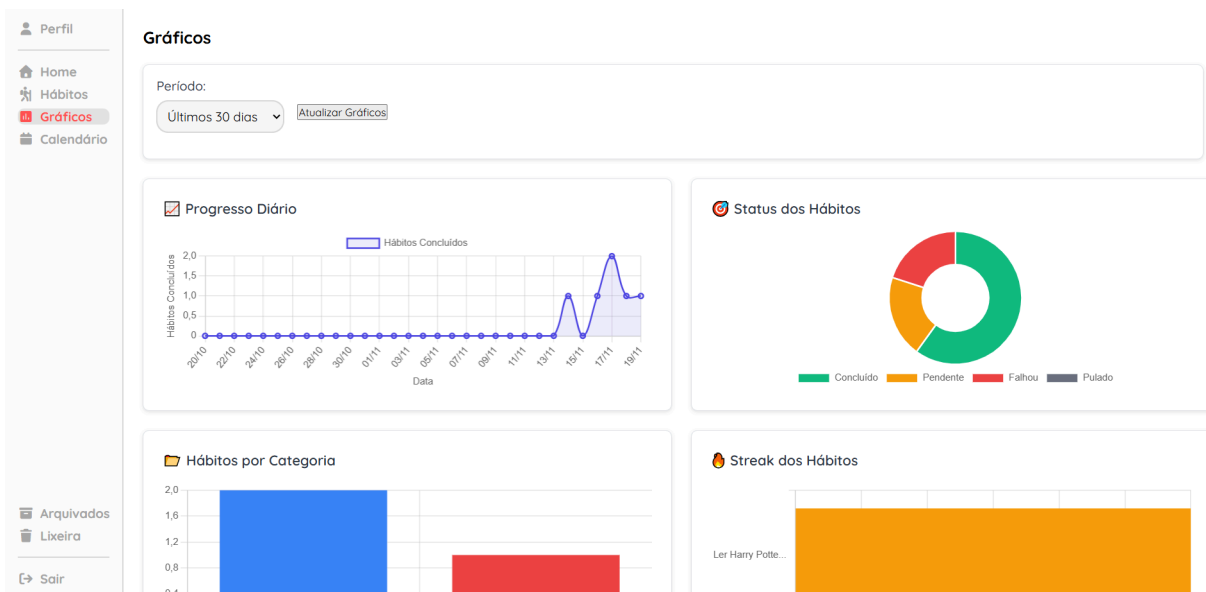 Perfil
Home
Hábitos
Gráficos
Calendário
Arquivados
Lixeira
Sair
Gráficos
Período:
Últimos 30 dias
Atualizar Gráficos
📈 Progresso Diário
Hábitos Concluídos
Hábitos Concluídos
2,0
1,5
1,0
0,5
0
20/10 22/10 24/10 26/10 28/10 30/10 01/11 03/11 05/11 07/11 09/11 11/11 13/11 15/11 17/11 19/11
Data
🎯 Status dos Hábitos
Concluído Pendente Falhou Pulado
📁 Hábitos por Categoria
2,0
1,6
1,2
0,8
0,4
🔥 Streak dos Hábitos
Ler Harry Potte...